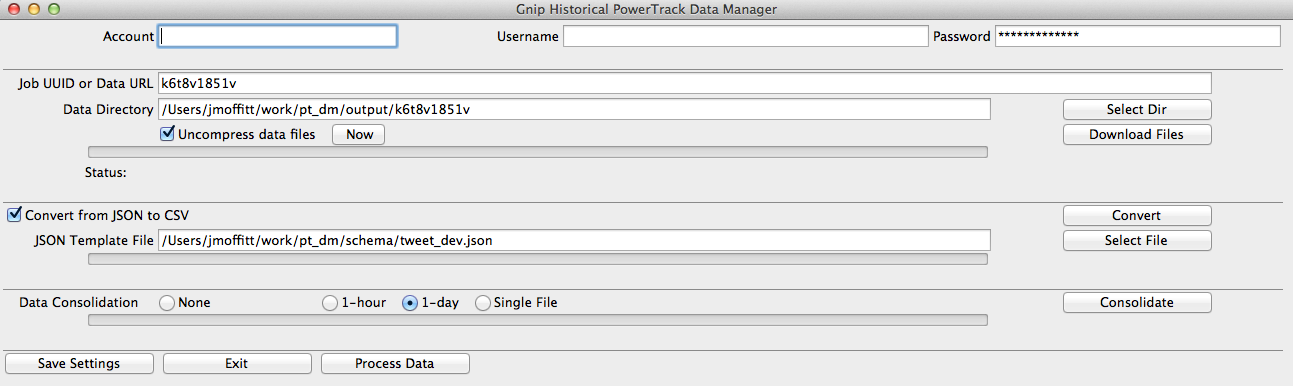 Gnip Historical PowerTrack Data Manager
Account Username Password *************
Job UUID or Data URL k6t8v1851v
Data Directory /Users/jmoffitt/work/pt_dm/output/k6t8v1851v Select Dir
Uncompress data files Now Download Files
Status:
Convert from JSON to CSV Convert
JSON Template File /Users/jmoffitt/work/pt_dm/schema/tweet_dev.json Select File
Data Consolidation None 1-hour 1-day Single File Consolidate
Save Settings Exit Process Data